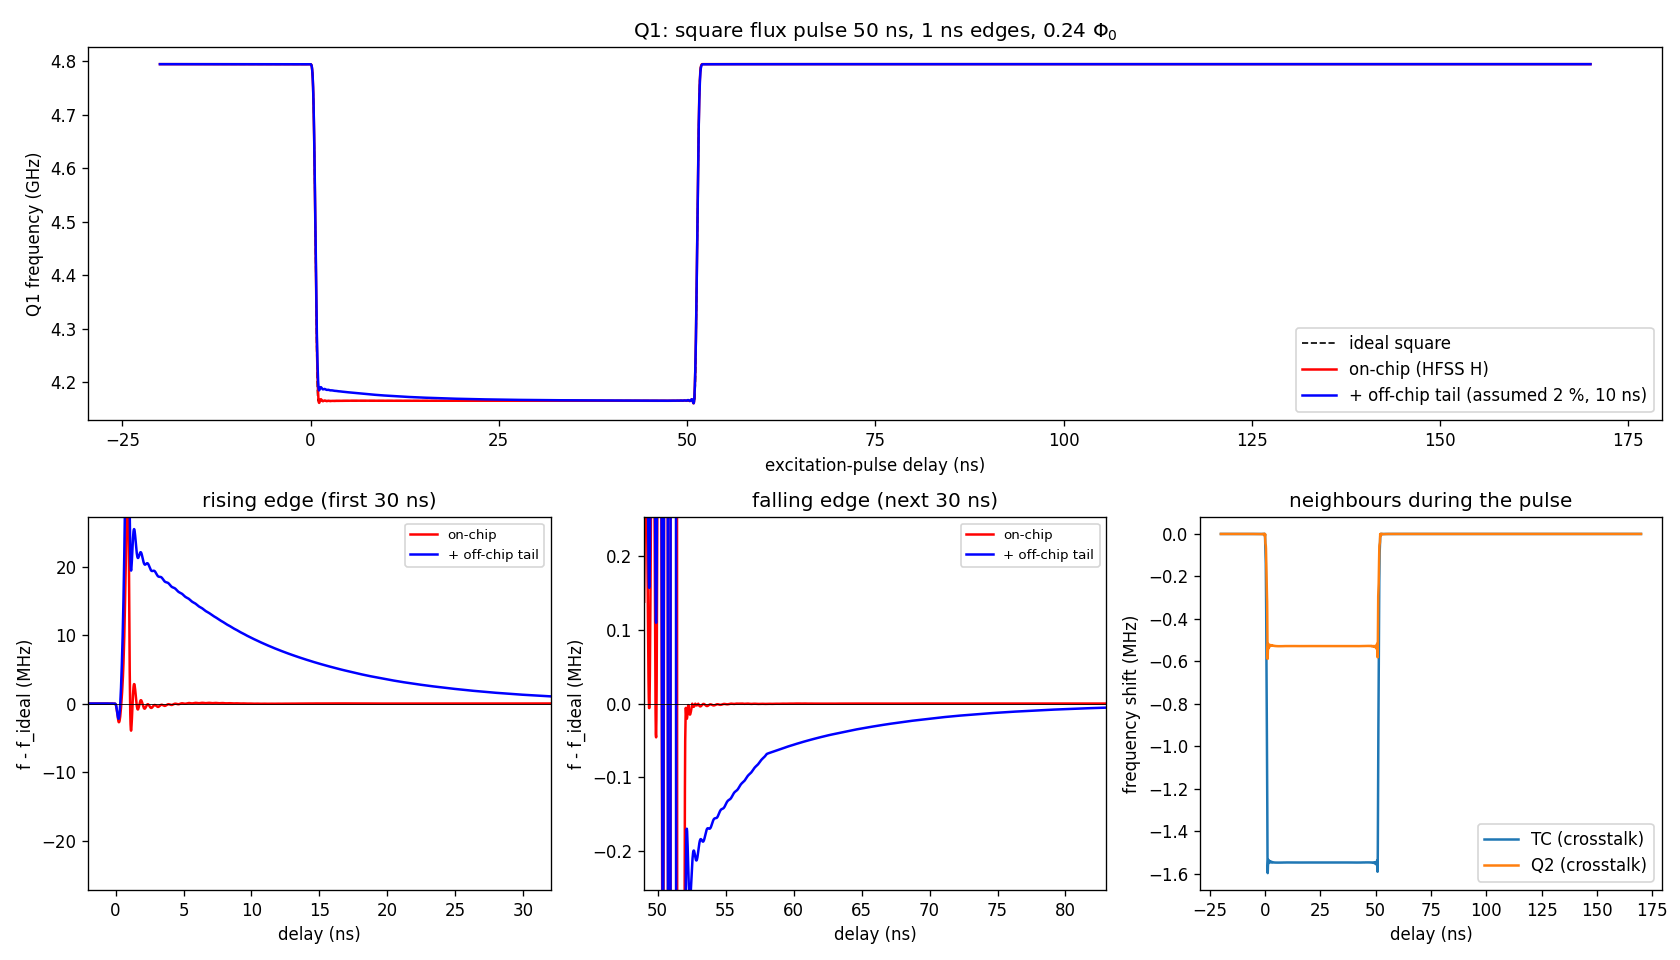 Q1: square flux pulse 50 ns, 1 ns edges, 0.24 Φ₀
4.8
4.7
4.6
4.5
4.4
4.3
4.2
Q1 frequency (GHz)
ideal square
on-chip (HFSS H)
+ off-chip tail (assumed 2 %, 10 ns)
−25 0 25 50 75 100 125 150 175
excitation-pulse delay (ns)
rising edge (first 30 ns)
20
10
0
−10
−20
f - f_ideal (MHz)
on-chip
+ off-chip tail
0 5 10 15 20 25 30
delay (ns)
falling edge (next 30 ns)
0.2
0.1
0.0
−0.1
−0.2
f - f_ideal (MHz)
on-chip
+ off-chip tail
50 55 60 65 70 75 80
delay (ns)
neighbours during the pulse
0.0
−0.2
−0.4
−0.6
−0.8
−1.0
−1.2
−1.4
−1.6
frequency shift (MHz)
TC (crosstalk)
Q2 (crosstalk)
−25 0 25 50 75 100 125 150 175
delay (ns)